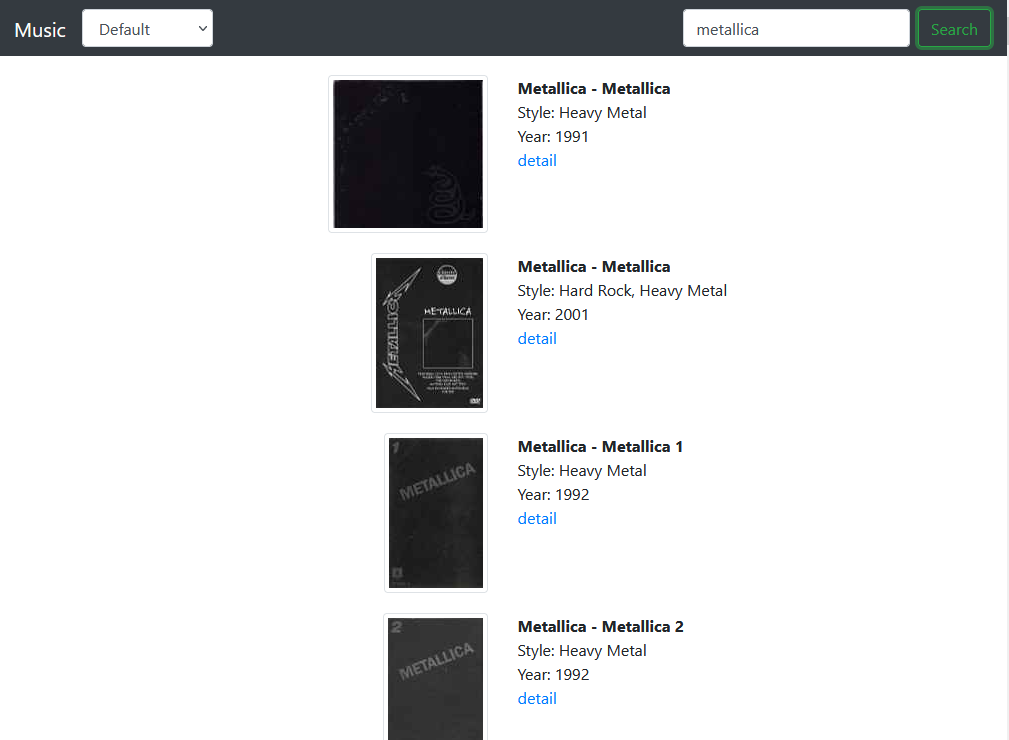 Music
Default
metallica
Search
Metallica - Metallica
Style: Heavy Metal
Year: 1991
detail
METALLICA
METALLICA
Metallica - Metallica
Style: Hard Rock, Heavy Metal
Year: 2001
detail
1
METALLICA
Metallica - Metallica 1
Style: Heavy Metal
Year: 1992
detail
2
METALLICA
Metallica - Metallica 2
Style: Heavy Metal
Year: 1992
detail